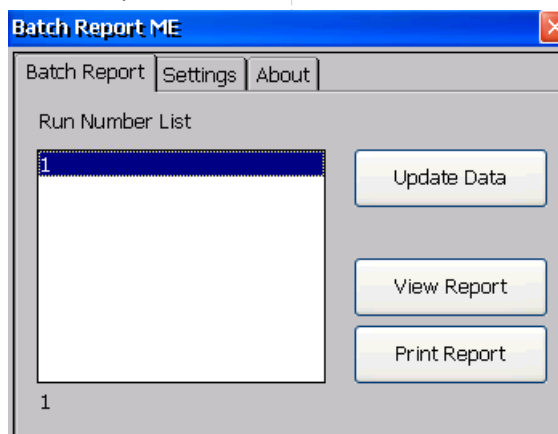 Batch Report ME
Batch Report Settings About
Run Number List
1
Update Data
View Report
Print Report
1